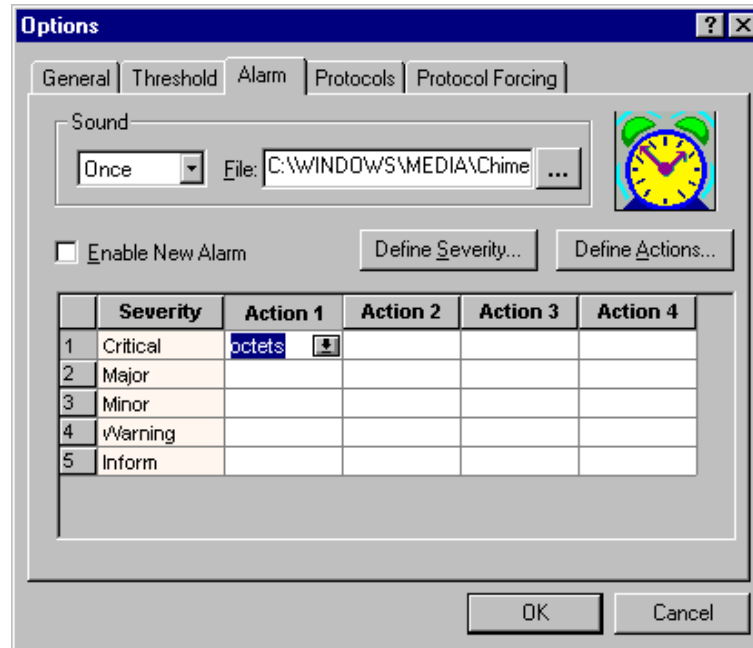 Options
General Threshold Alarm Protocols Protocol Forcing
Sound
Once File: C:\WINDOWS\MEDIA\Chime ...
Enable New Alarm Define Severity... Define Actions...
Severity Action 1 Action 2 Action 3 Action 4
1 Critical octets
2 Major
3 Minor
4 Warning
5 Inform
OK Cancel